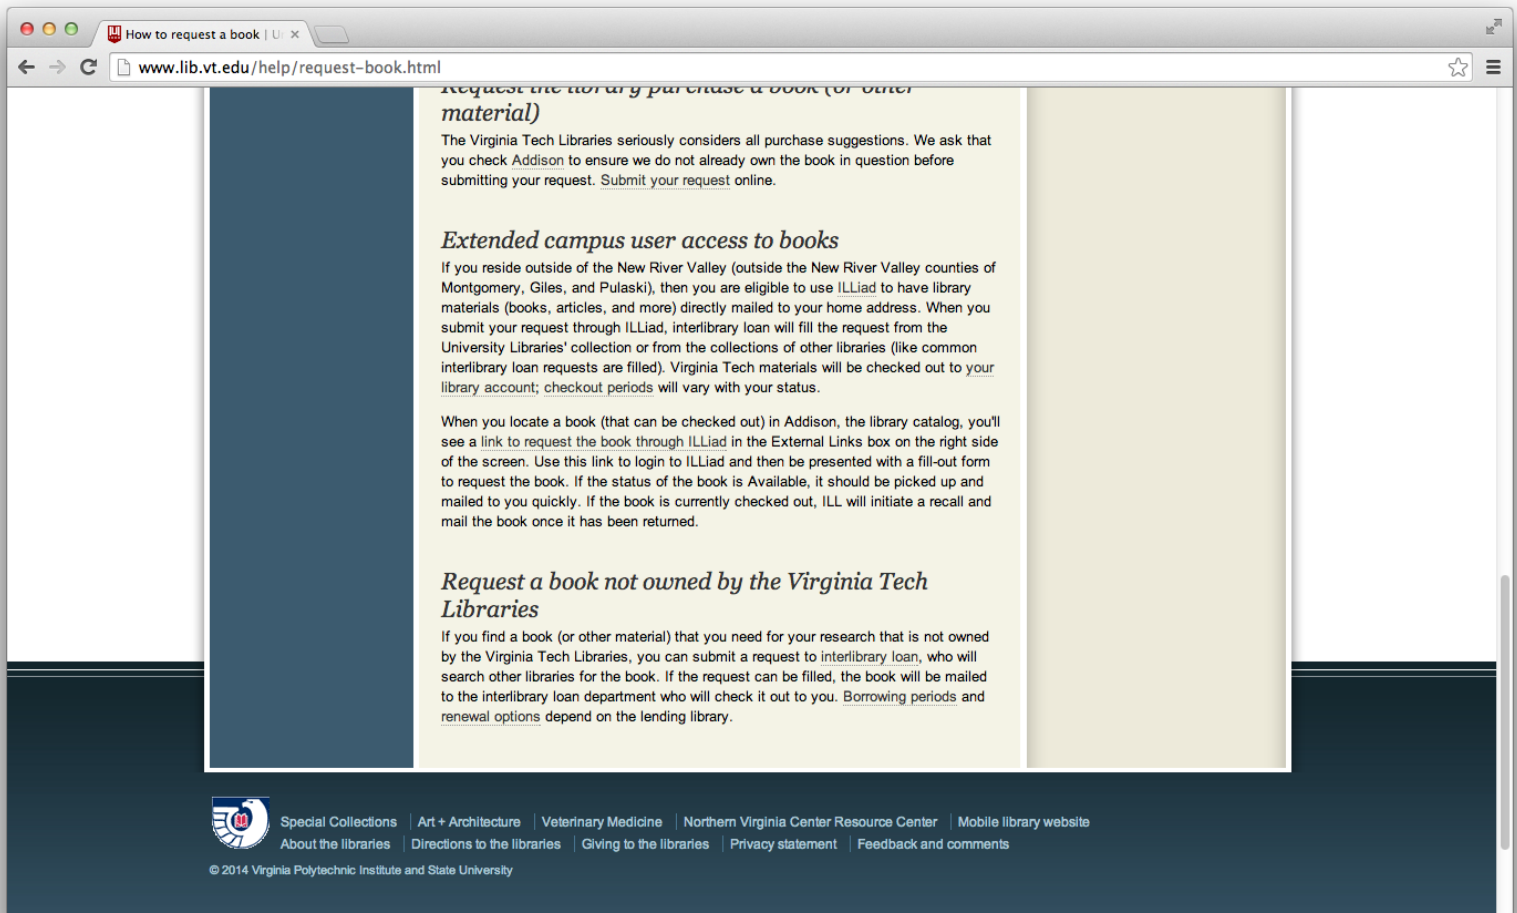 How to request a book | U
www.lib.vt.edu/help/request-book.html
Request the library purchase a book (or other
material)
The Virginia Tech Libraries seriously considers all purchase suggestions. We ask that
you check Addison to ensure we do not already own the book in question before
submitting your request. Submit your request online.
Extended campus user access to books
If you reside outside of the New River Valley (outside the New River Valley counties of
Montgomery, Giles, and Pulaski), then you are eligible to use ILLiad to have library
materials (books, articles, and more) directly mailed to your home address. When you
submit your request through ILLiad, interlibrary loan will fill the request from the
University Libraries' collection or from the collections of other libraries (like common
interlibrary loan requests are filled). Virginia Tech materials will be checked out to your
library account; checkout periods will vary with your status.
When you locate a book (that can be checked out) in Addison, the library catalog, you'll
see a link to request the book through ILLiad in the External Links box on the right side
of the screen. Use this link to login to ILLiad and then be presented with a fill-out form
to request the book. If the status of the book is Available, it should be picked up and
mailed to you quickly. If the book is currently checked out, ILL will initiate a recall and
mail the book once it has been returned.
Request a book not owned by the Virginia Tech
Libraries
If you find a book (or other material) that you need for your research that is not owned
by the Virginia Tech Libraries, you can submit a request to interlibrary loan, who will
search other libraries for the book. If the request can be filled, the book will be mailed
to the interlibrary loan department who will check it out to you. Borrowing periods and
renewal options depend on the lending library.
Special Collections | Art + Architecture | Veterinary Medicine | Northern Virginia Center Resource Center | Mobile library website
About the libraries | Directions to the libraries | Giving to the libraries | Privacy statement | Feedback and comments
© 2014 Virginia Polytechnic Institute and State University